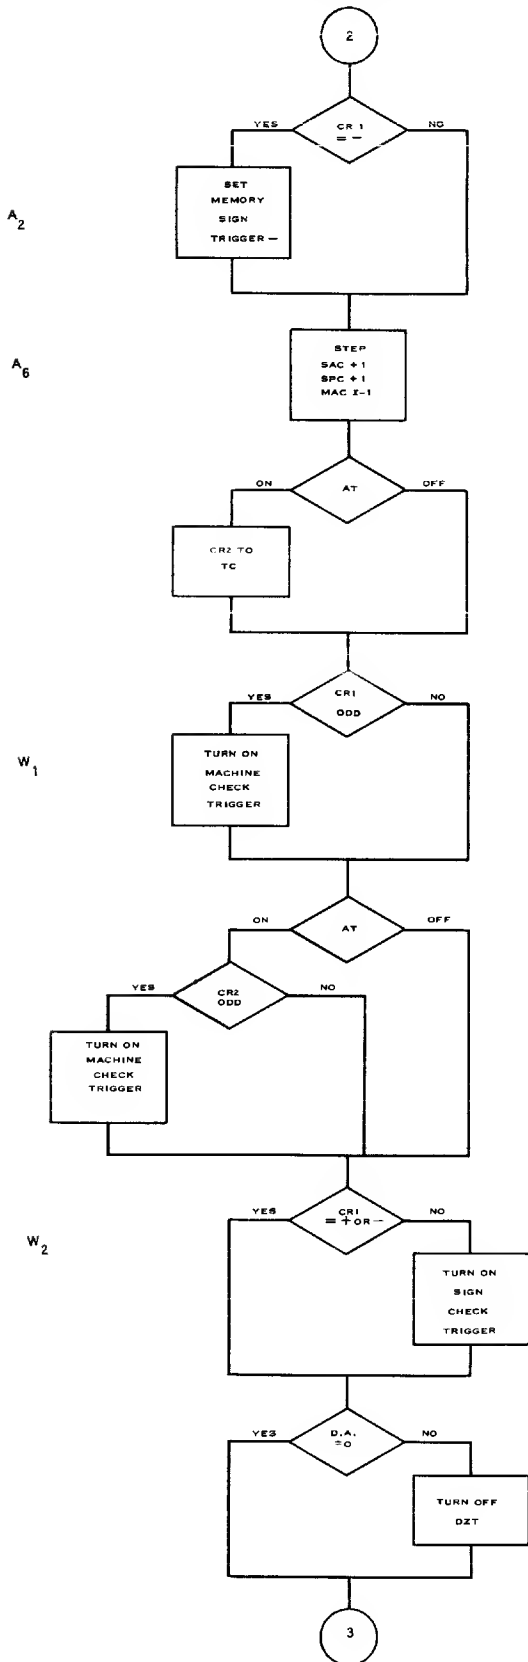 2
CR 1
= —
YES
NO
SET
MEMORY
SIGN
TRIGGER —
A2
STEP
SAC + 1
SPC + 1
MAC I-1
A6
AT
ON
OFF
CR2 TO
TC
CR1
ODD
YES
NO
TURN ON
MACHINE
CHECK
TRIGGER
W1
AT
ON
OFF
CR2
ODD
YES
NO
TURN ON
MACHINE
CHECK
TRIGGER
CR1
= + OR —
YES
NO
W2
TURN ON
SIGN
CHECK
TRIGGER
D.A.
=0
YES
NO
TURN OFF
DZT
3